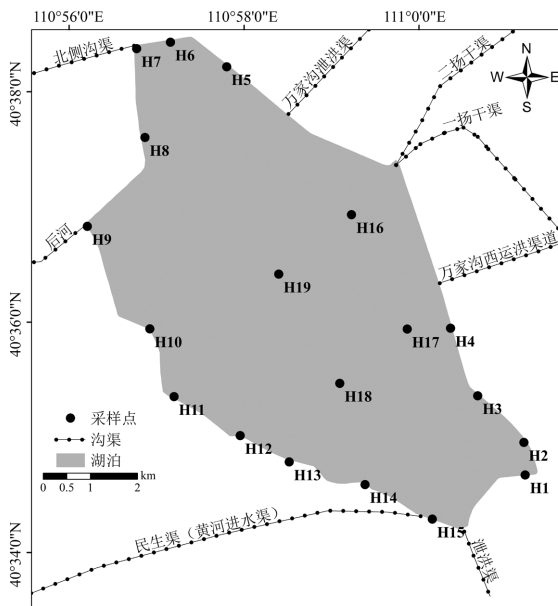 110°56'0"E
110°58'0"E
111°0'0"E
北侧沟渠
H7
H6
H5
万家沟泄洪渠
二扬干渠
N
W
E
S
40°38'0"N
一扬干渠
H8
H16
后河
H9
万家沟西运洪渠道
H19
40°36'0"N
H10
H17
H4
H18
H3
H11
采样点
沟渠
湖泊
km
0
0.5
1
2
H12
H13
H2
H1
H14
H15
民生渠（黄河进水渠）
40°34'0"N
泄洪渠